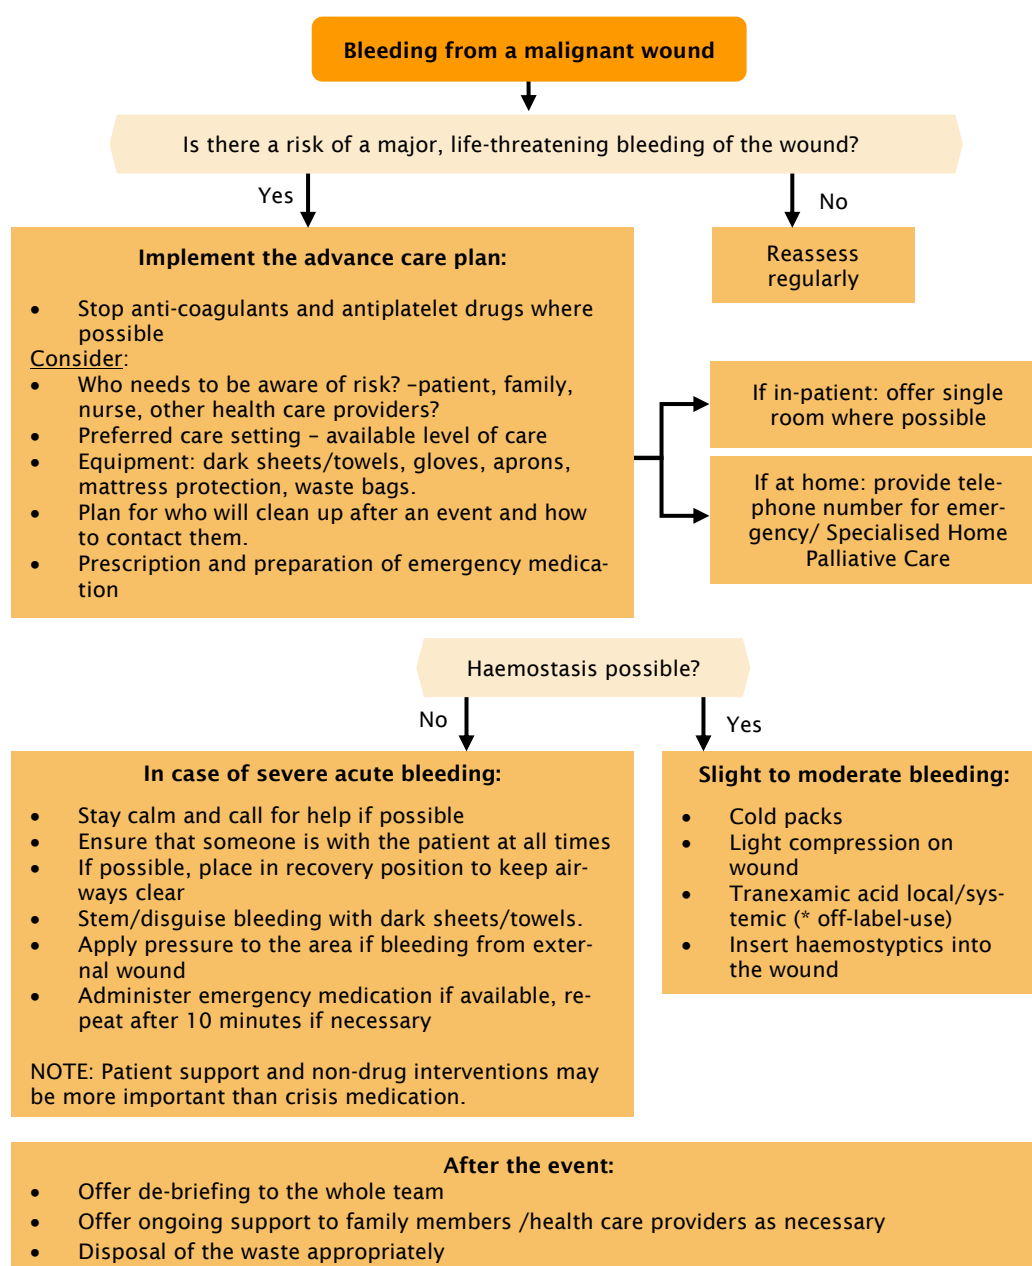 Bleeding from a malignant wound
Is there a risk of a major, life-threatening bleeding of the wound?
Yes
No
Implement the advance care plan:
• Stop anti-coagulants and antiplatelet drugs where
possible
Consider:
• Who needs to be aware of risk? –patient, family,
nurse, other health care providers?
• Preferred care setting – available level of care
• Equipment: dark sheets/towels, gloves, aprons,
mattress protection, waste bags.
• Plan for who will clean up after an event and how
to contact them.
• Prescription and preparation of emergency medica-
tion
Reassess
regularly
If in-patient: offer single
room where possible
If at home: provide tele-
phone number for emer-
gency/ Specialised Home
Palliative Care
Haemostasis possible?
No
Yes
In case of severe acute bleeding:
• Stay calm and call for help if possible
• Ensure that someone is with the patient at all times
• If possible, place in recovery position to keep air-
ways clear
• Stem/disguise bleeding with dark sheets/towels.
• Apply pressure to the area if bleeding from exter-
nal wound
• Administer emergency medication if available, re-
peat after 10 minutes if necessary
NOTE: Patient support and non-drug interventions may
be more important than crisis medication.
Slight to moderate bleeding:
• Cold packs
• Light compression on
wound
• Tranexamic acid local/sys-
temic (* off-label-use)
• Insert haemostyptics into
the wound
After the event:
• Offer de-briefing to the whole team
• Offer ongoing support to family members /health care providers as necessary
• Disposal of the waste appropriately